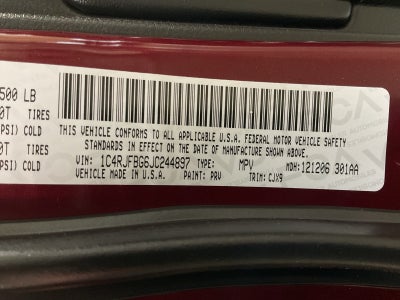 500 LB
0T TIRES
PSI) COLD THIS VEHICLE CONFORMS TO ALL APPLICABLE U.S.A. FEDERAL MOTOR VEHICLE SAFETY
0T TIRES STANDARDS IN EFFECT ON THE DATE OF MANUFACTURE SHOWN ABOVE.
PSI) COLD VIN: 1C4RJFBG6JC244897 TYPE: MPV MDH: 121206 301AA
MADE IN U.S.A. PAINT: PRV TRIM: CJX9